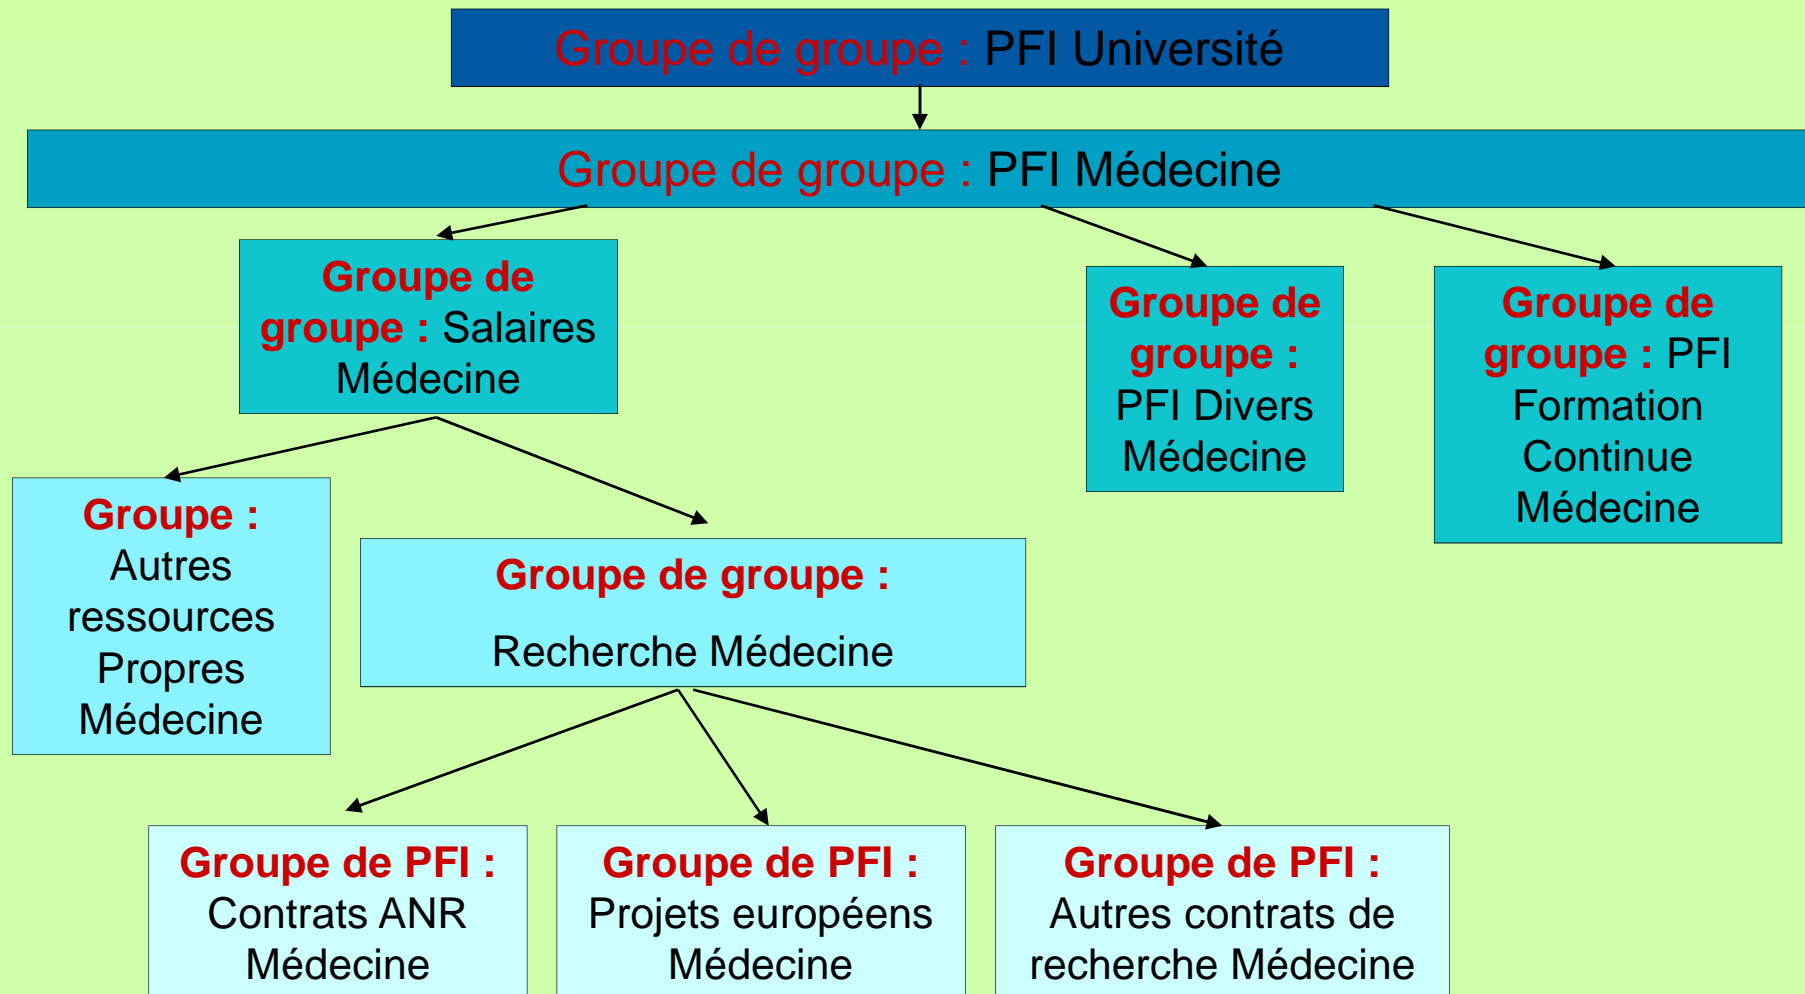 Groupe de groupe : PFI Université
Groupe de groupe : PFI Médecine
Groupe de
groupe : Salaires
Médecine
Groupe de
groupe :
PFI Divers
Médecine
Groupe de
groupe : PFI
Formation
Continue
Médecine
Groupe :
Autres
ressources
Propres
Médecine
Groupe de groupe :
Recherche Médecine
Groupe de PFI :
Contrats ANR
Médecine
Groupe de PFI :
Projets européens
Médecine
Groupe de PFI :
Autres contrats de
recherche Médecine